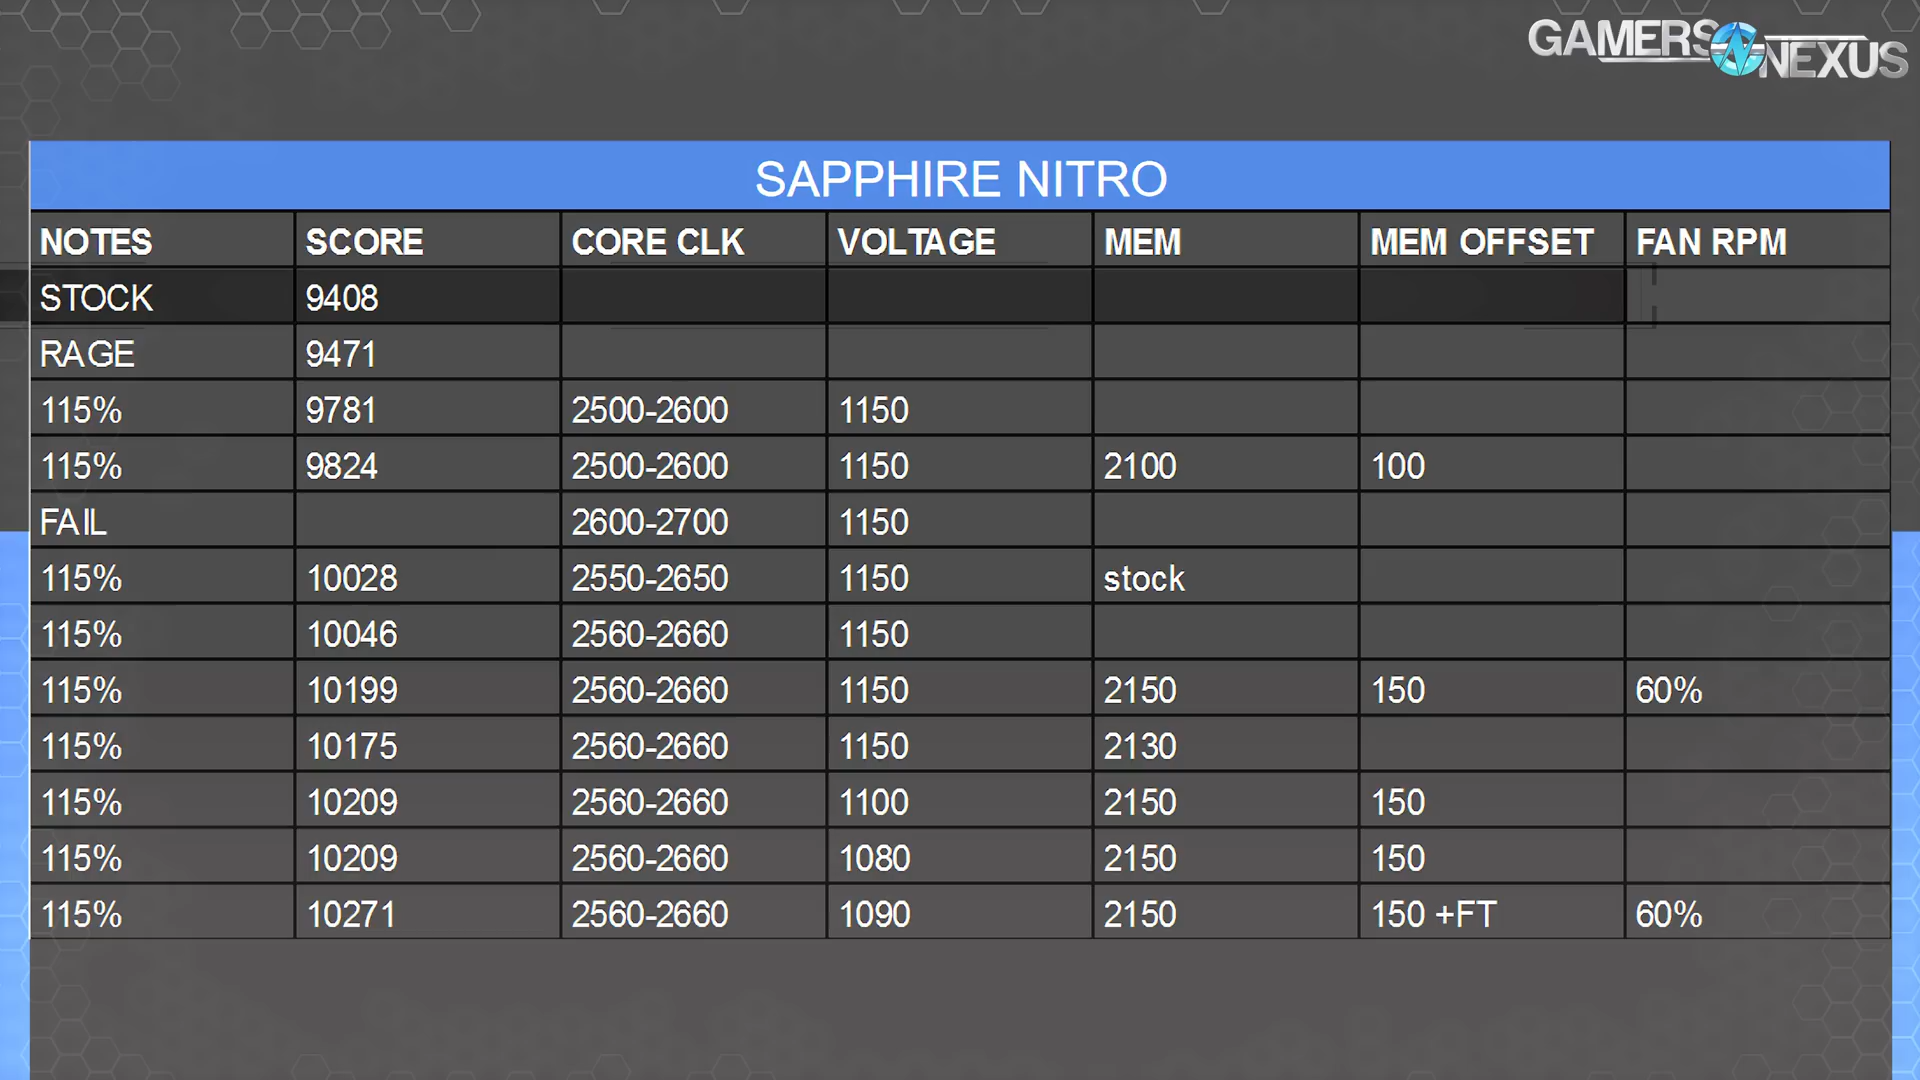 GAMERS NEXUS
SAPPHIRE NITRO
NOTES SCORE CORE CLK VOLTAGE MEM MEM OFFSET FAN RPM
STOCK 9408
RAGE 9471
115% 9781 2500-2600 1150
115% 9824 2500-2600 1150 2100 100
FAIL 2600-2700 1150
115% 10028 2550-2650 1150 stock
115% 10046 2560-2660 1150
115% 10199 2560-2660 1150 2150 150 60%
115% 10175 2560-2660 1150 2130
115% 10209 2560-2660 1100 2150 150
115% 10209 2560-2660 1080 2150 150
115% 10271 2560-2660 1090 2150 150 +FT 60%